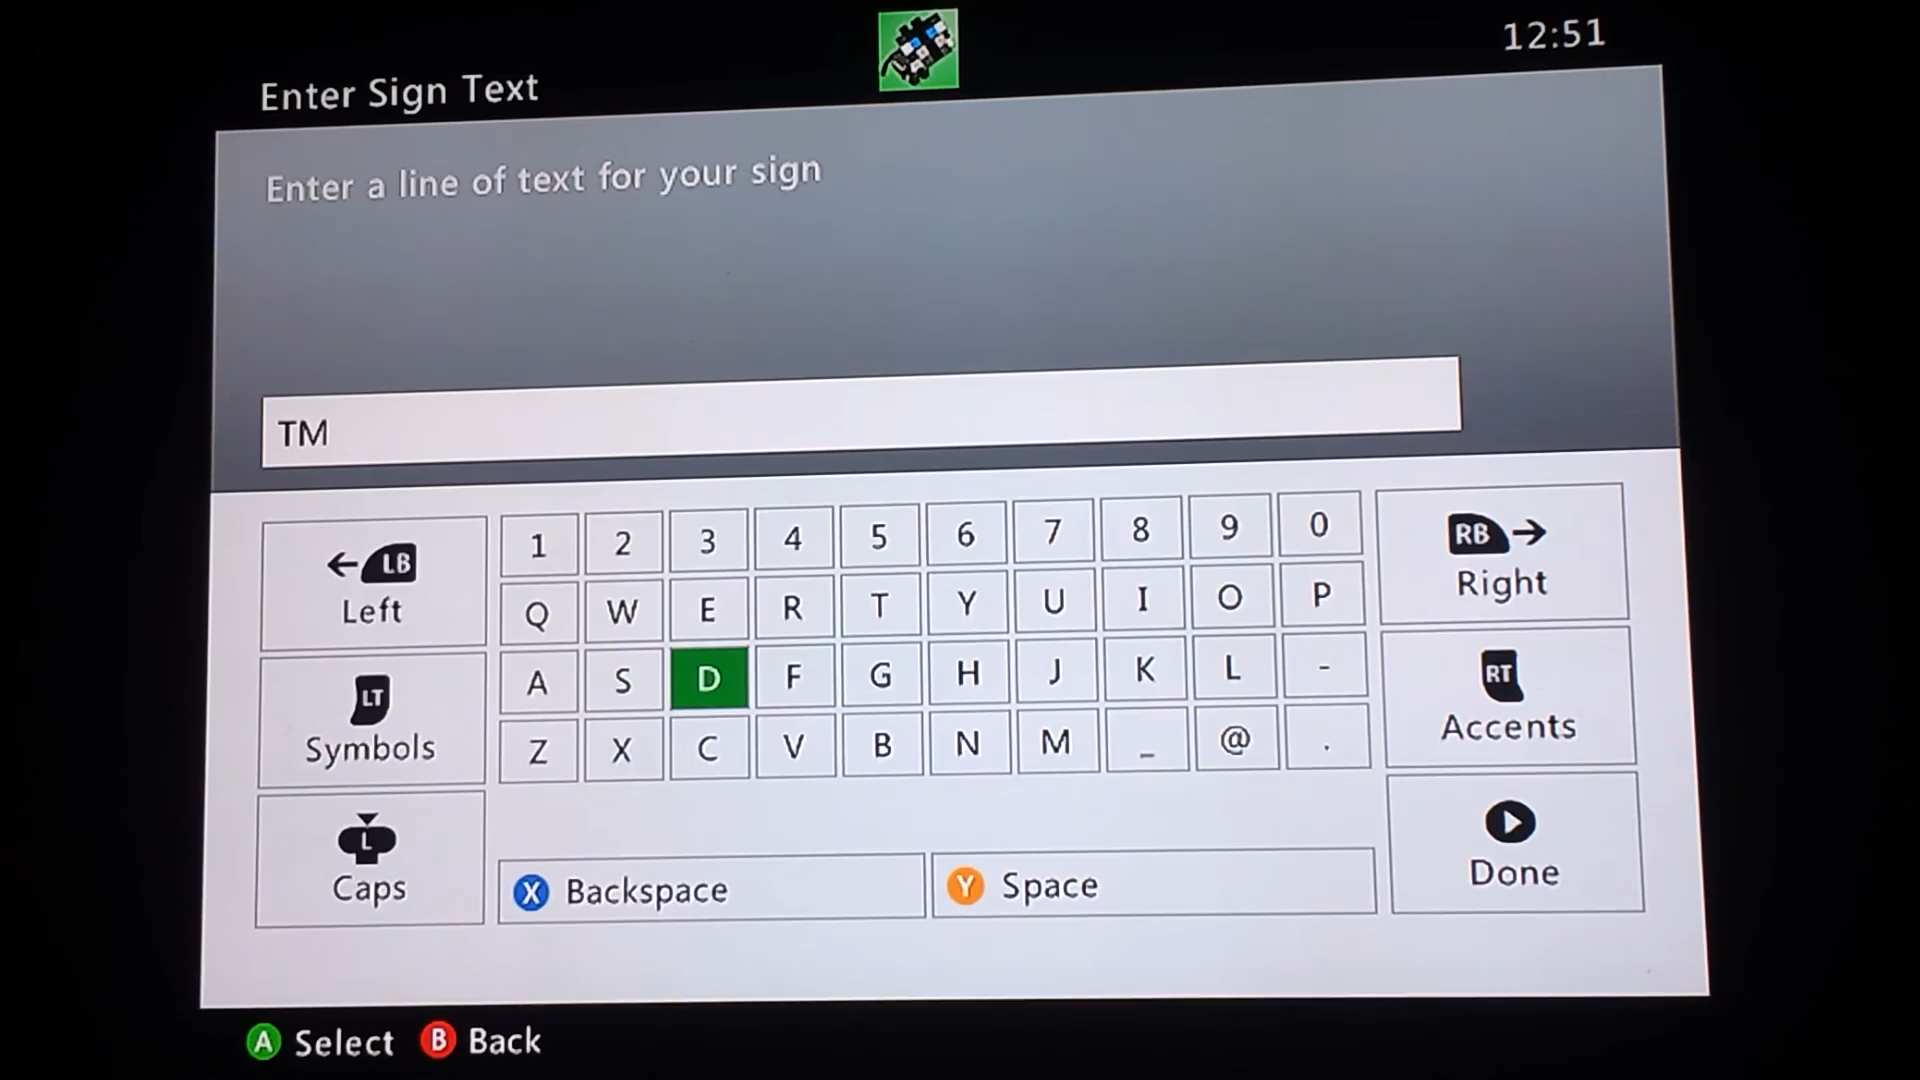 12:51
Enter Sign Text
Enter a line of text for your sign
TM
LB
Left
1 2 3 4 5 6 7 8 9 0
RB
Right
Q W E R T Y U I O P
LT
Symbols
A S D F G H J K L -
RT
Accents
Z X C V B N M _ @ .
L
Caps
X Backspace
Y Space
Done
A Select B Back